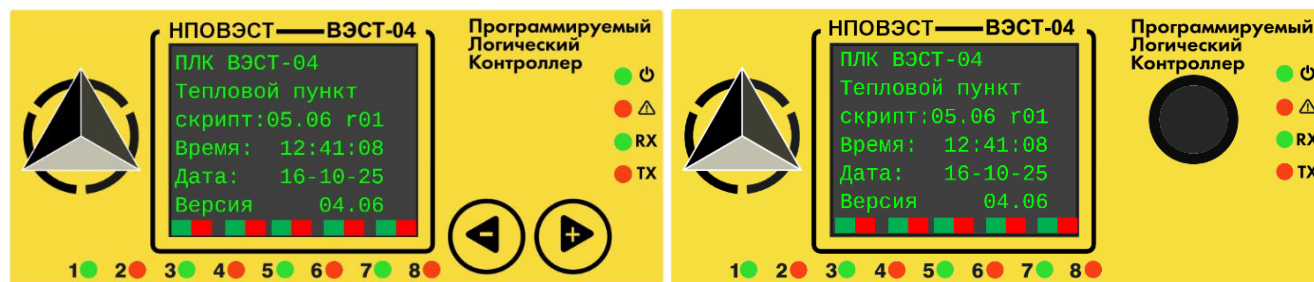 НПОВЭСТ ВЭСТ-04
ПЛК ВЭСТ-04
Тепловой пункт
скрипт:05.06 r01
Время: 12:41:08
Дата: 16-10-25
Версия 04.06
Программируемый
Логический
Контроллер
RX
TX
- +
1 2 3 4 5 6 7 8
НПОВЭСТ ВЭСТ-04
ПЛК ВЭСТ-04
Тепловой пункт
скрипт:05.06 r01
Время: 12:41:08
Дата: 16-10-25
Версия 04.06
Программируемый
Логический
Контроллер
RX
TX
1 2 3 4 5 6 7 8